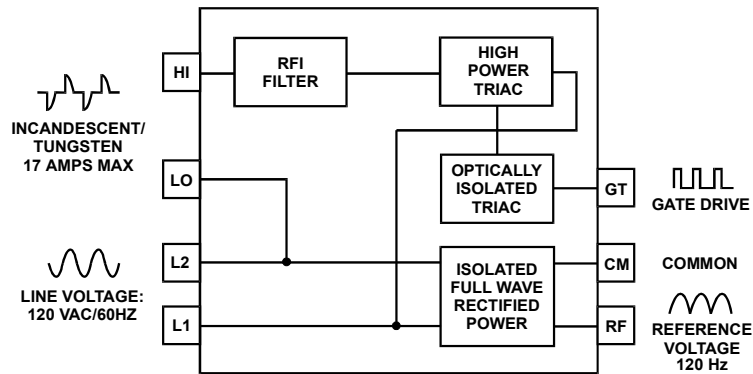 HI
RFI
FILTER
HIGH
POWER
TRIAC
INCANDESCENT/
TUNGSTEN
17 AMPS MAX
LO
OPTICALLY
ISOLATED
TRIAC
GT
GATE DRIVE
L2
ISOLATED
FULL WAVE
RECTIFIED
POWER
CM
COMMON
LINE VOLTAGE:
120 VAC/60HZ
L1
RF
REFERENCE
VOLTAGE
120 Hz